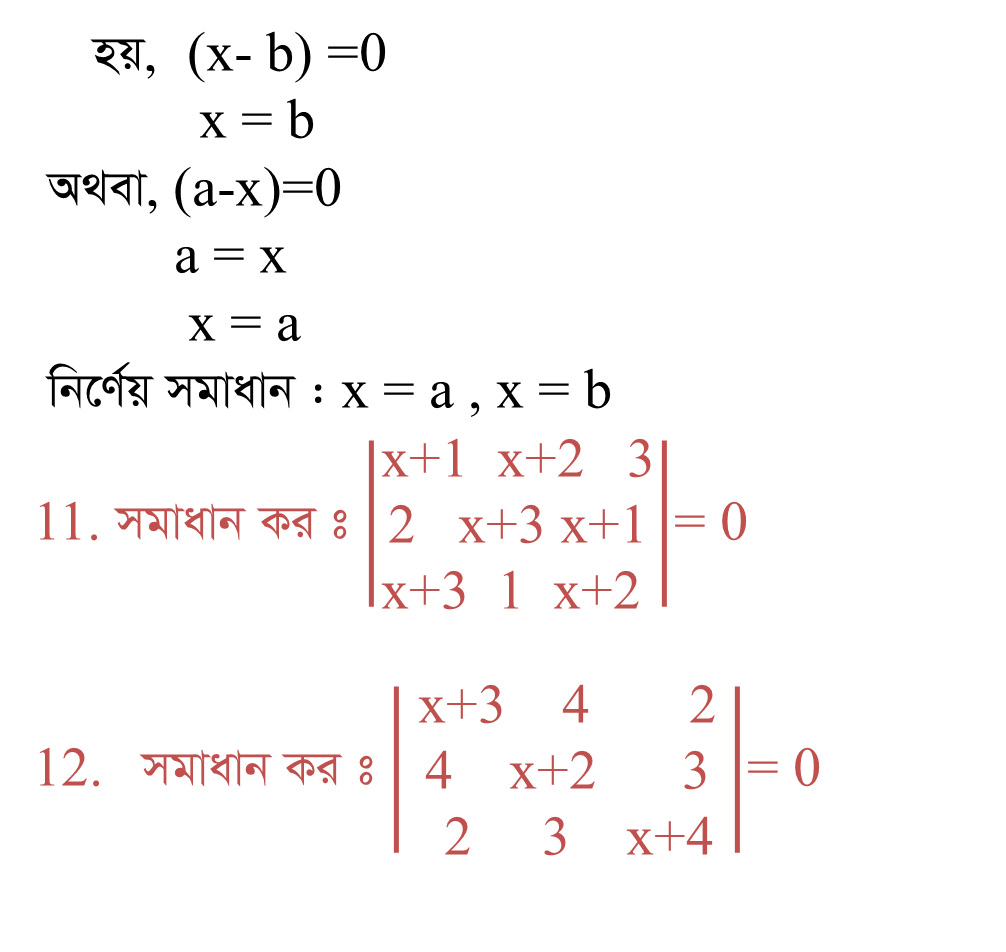 হয়, (x- b) =0
x = b
অথবা, (a-x)=0
a = x
x = a
নির্ণেয় সমাধান : x = a , x = b
x+1 x+2 3
11. সমাধান কর ঃ 2 x+3 x+1 = 0
x+3 1 x+2
x+3 4 2
12. সমাধান কর ঃ 4 x+2 3 = 0
2 3 x+4